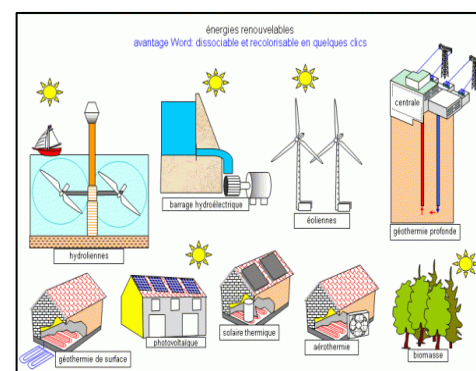 énergies renouvelables
avantage Word: dissociable et recolorisable en quelques clics
centrale
barrage hydroélectrique
éoliennes
géothermie profonde
hydroliennes
géothermie de surface
photovoltaïque
solaire thermique
aérothermie
biomasse